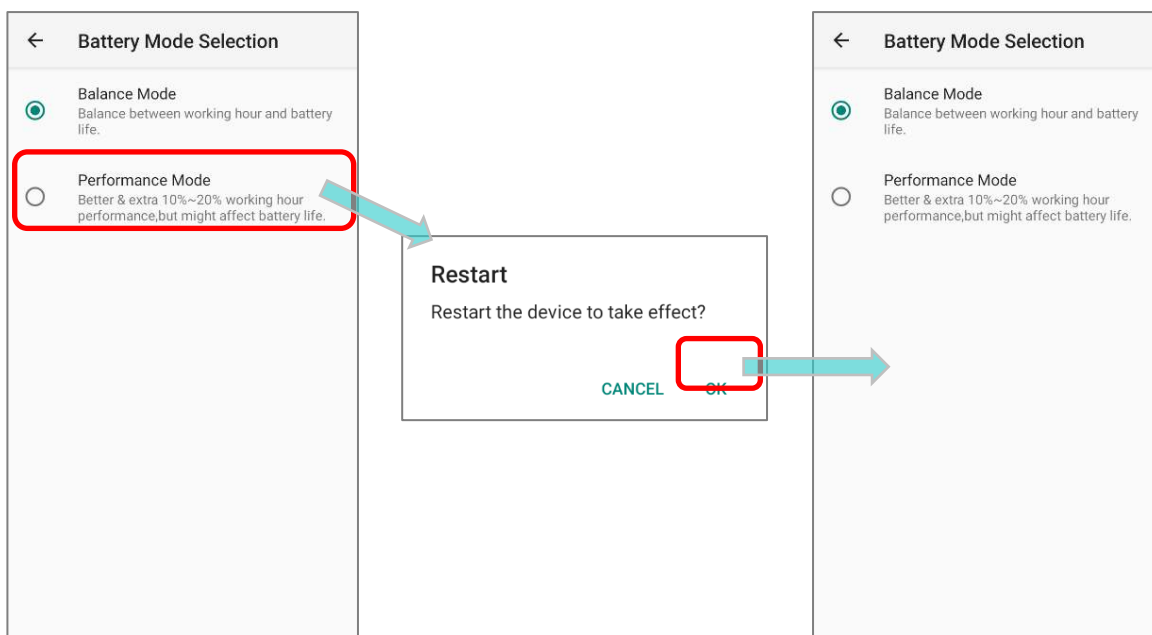 Battery Mode Selection
Balance Mode
Balance between working hour and battery
life.
Performance Mode
Better & extra 10%~20% working hour
performance,but might affect battery life.
Restart
Restart the device to take effect?
CANCEL OK
Battery Mode Selection
Balance Mode
Balance between working hour and battery
life.
Performance Mode
Better & extra 10%~20% working hour
performance,but might affect battery life.